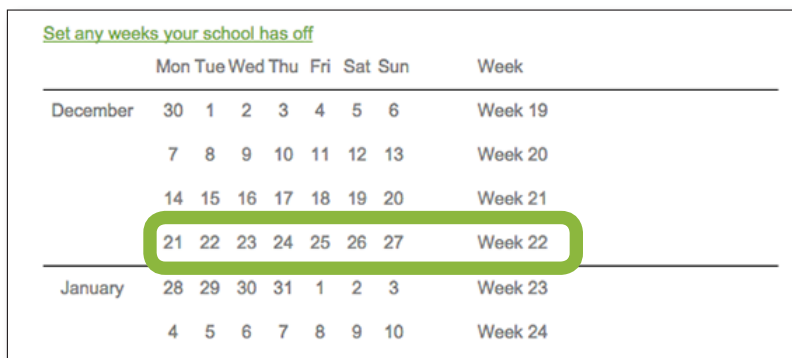 Set any weeks your school has off
Mon Tue Wed Thu Fri Sat Sun Week
December 30 1 2 3 4 5 6 Week 19
7 8 9 10 11 12 13 Week 20
14 15 16 17 18 19 20 Week 21
21 22 23 24 25 26 27 Week 22
January 28 29 30 31 1 2 3 Week 23
4 5 6 7 8 9 10 Week 24